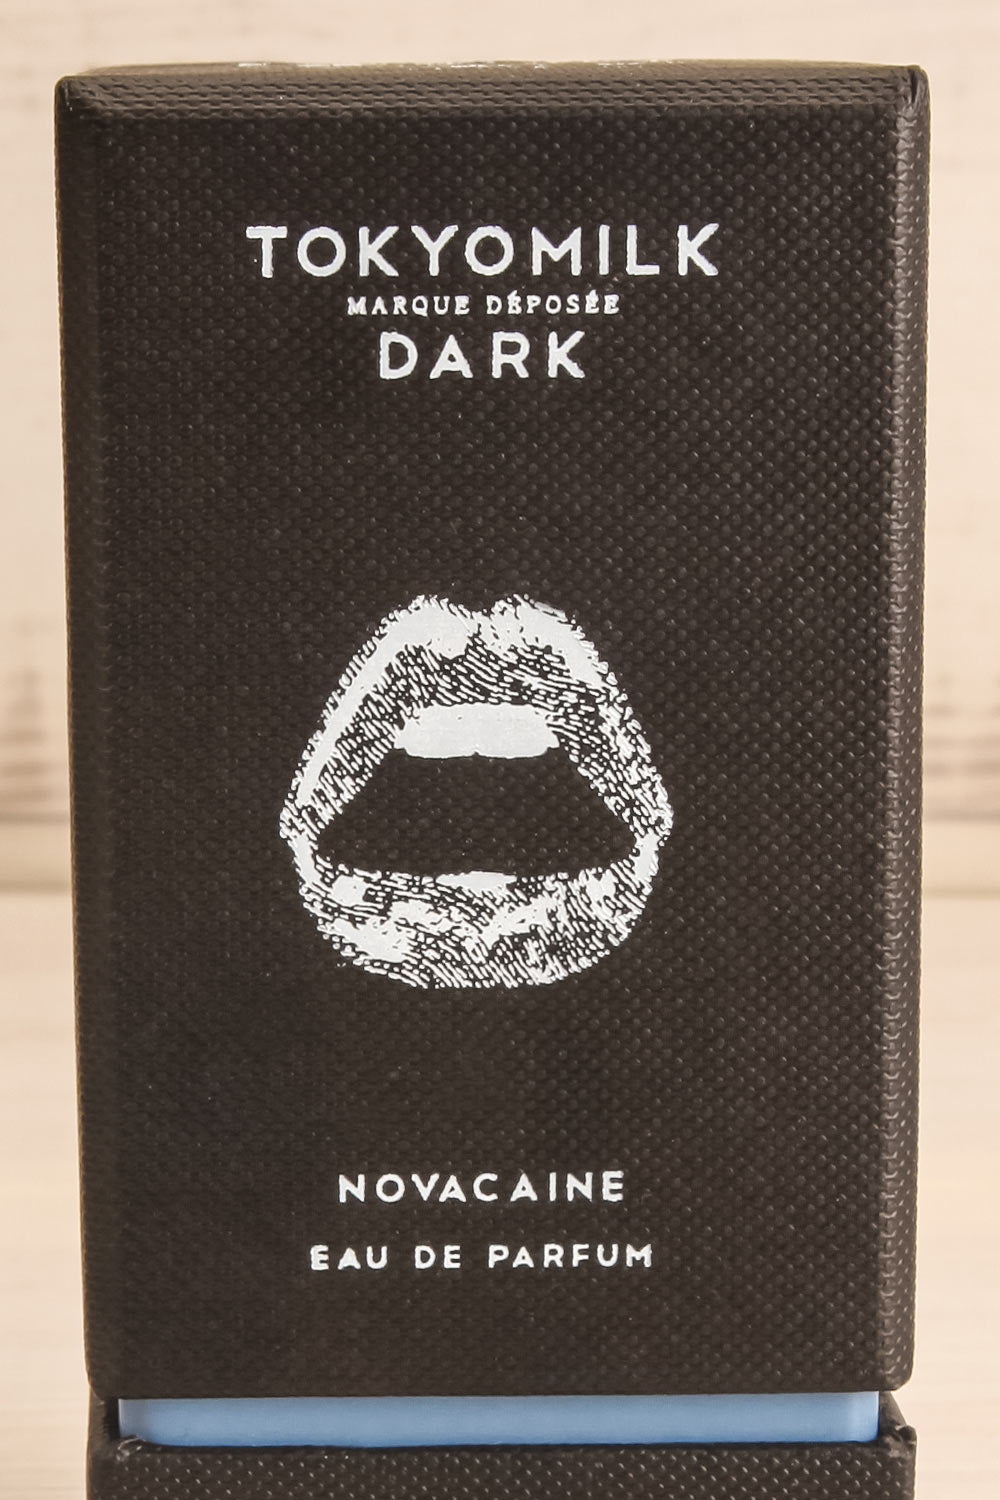 TOKYOMILK
MARQUE DÉPOSÉE
DARK
NOVACAINE
EAU DE PARFUM